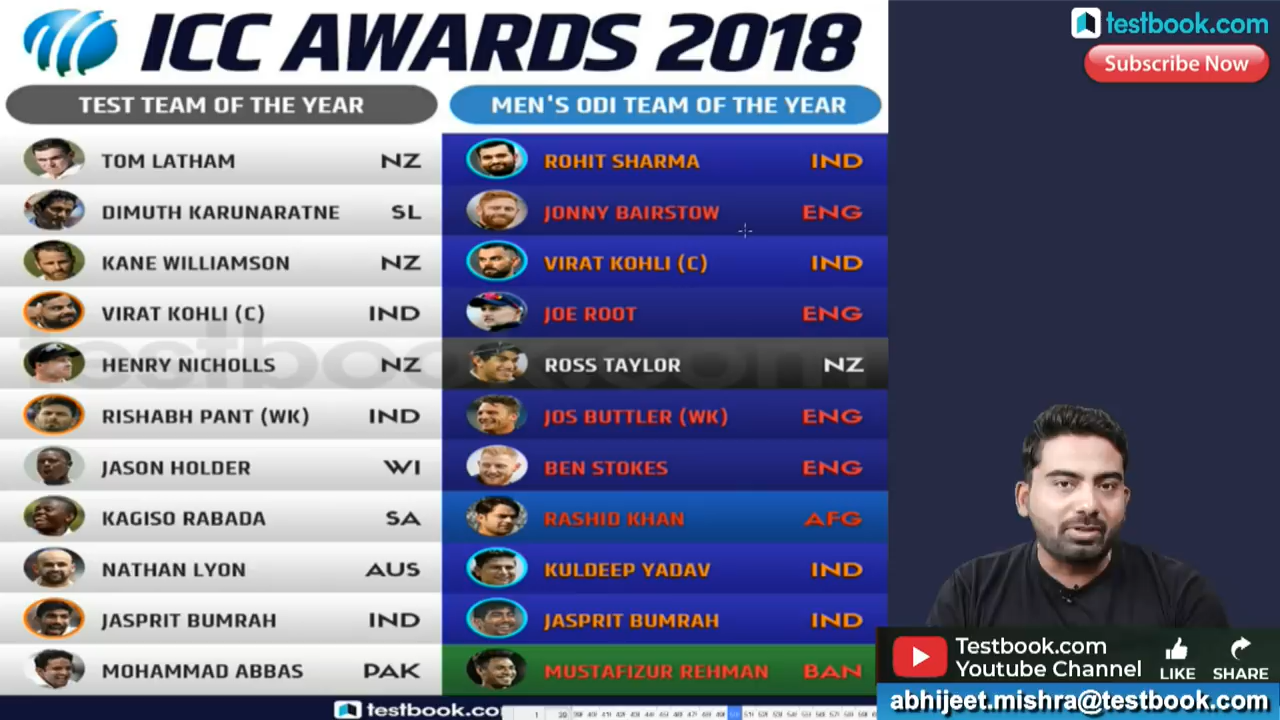 ICC AWARDS 2018
testbook.com
Subscribe Now
TEST TEAM OF THE YEAR
TOM LATHAM NZ
DIMUTH KARUNARATNE SL
KANE WILLIAMSON NZ
VIRAT KOHLI (C) IND
HENRY NICHOLLS NZ
RISHABH PANT (WK) IND
JASON HOLDER WI
KAGISO RABADA SA
NATHAN LYON AUS
JASPRIT BUMRAH IND
MOHAMMAD ABBAS PAK
MEN'S ODI TEAM OF THE YEAR
ROHIT SHARMA IND
JONNY BAIRSTOW ENG
VIRAT KOHLI (C) IND
JOE ROOT ENG
ROSS TAYLOR NZ
JOS BUTTLER (WK) ENG
BEN STOKES ENG
RASHID KHAN AFG
KULDEEP YADAV IND
JASPRIT BUMRAH IND
MUSTAFIZUR REHMAN BAN
testbook.com
testbook.co
Testbook.com
Youtube Channel
LIKE
SHARE
abhijeet.mishra@testbook.com